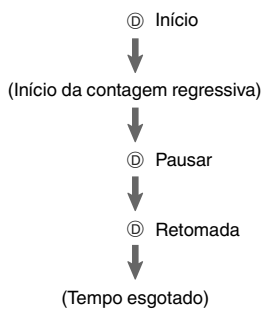 Ⓓ Início
(Início da contagem regressiva)
Ⓓ Pausar
Ⓓ Retomada
(Tempo esgotado)